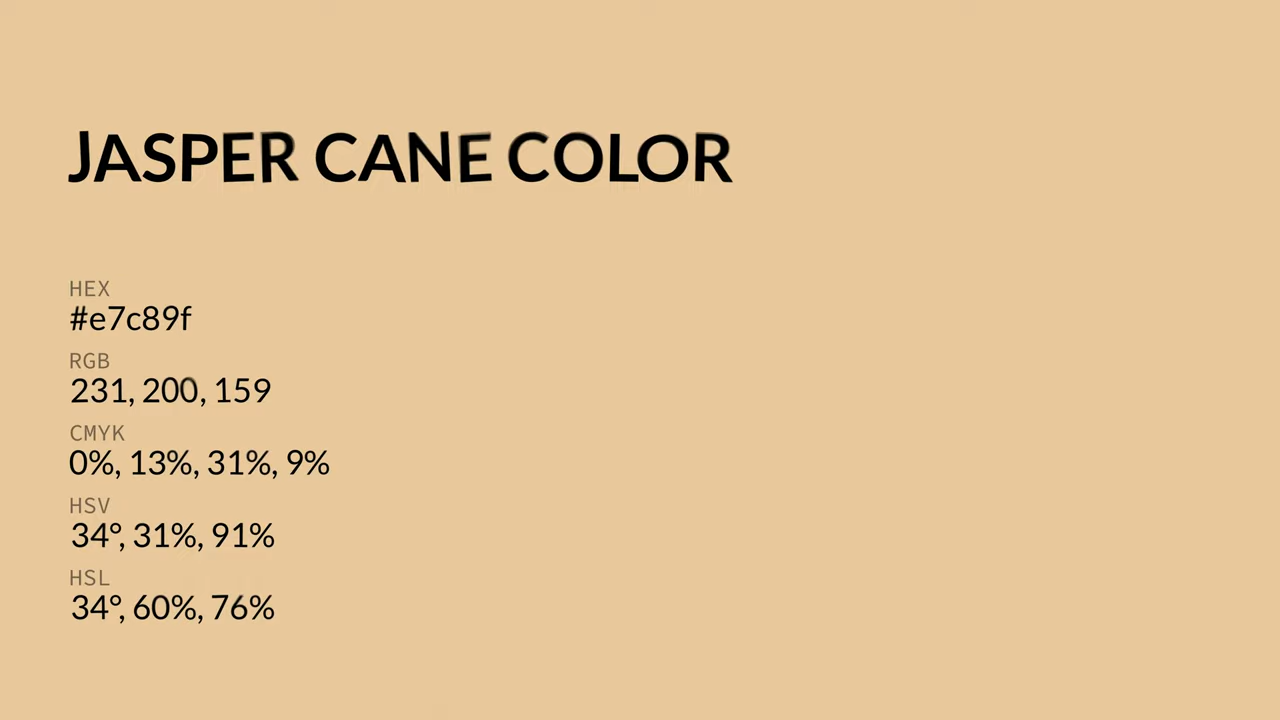 JASPER CANE COLOR
HEX
#e7c89f
RGB
231, 200, 159
CMYK
0%, 13%, 31%, 9%
HSV
34°, 31%, 91%
HSL
34°, 60%, 76%